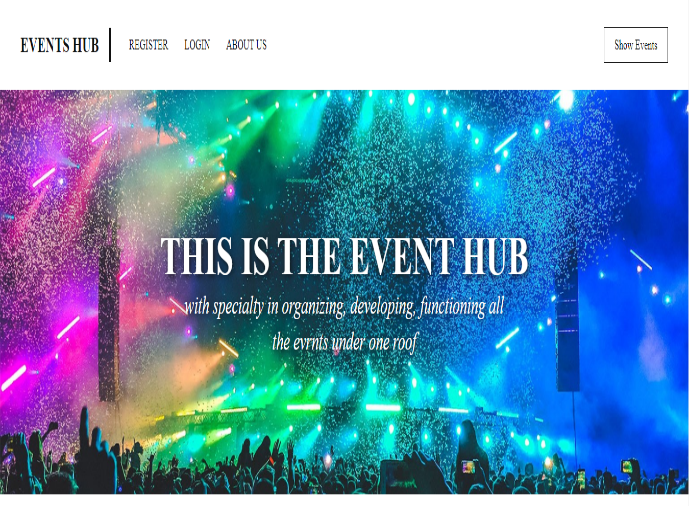 EVENTS HUB REGISTER LOGIN ABOUT US Show Events
THIS IS THE EVENT HUB
with specialty in organizing, developing, functioning all
the evrnts under one roof